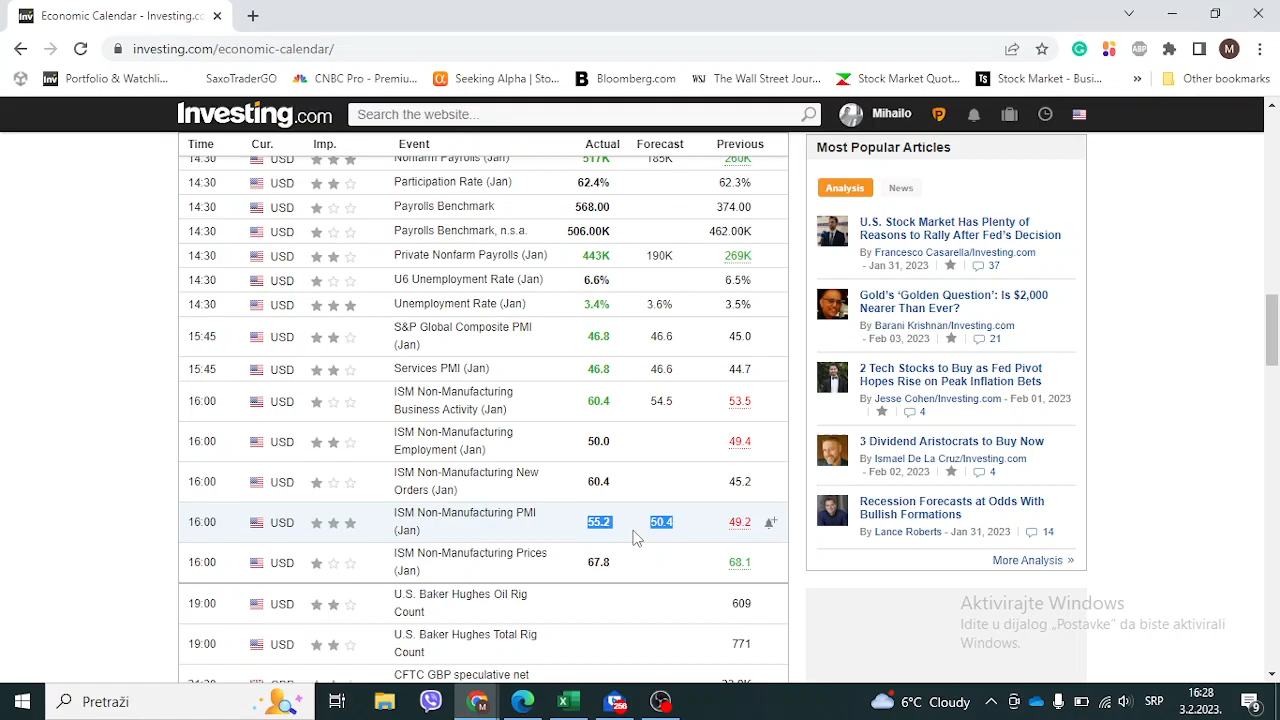 Economic Calendar - Investing.co
investing.com/economic-calendar/
M
Portfolio & Watchli...
SaxoTraderGO
CNBC Pro - Premiu...
Seeking Alpha | Sto...
Bloomberg.com
The Wall Street Jour...
Stock Market Quot...
Stock Market - Busi...
Other bookmarks
Investing.com
Search the website...
Mihailo
Time Cur. Imp. Event Actual Forecast Previous
14:30 USD Nonfarm Payrolls (Jan) 517K 185K 260K
14:30 USD Participation Rate (Jan) 62.4% 62.3%
14:30 USD Payrolls Benchmark 568.00 374.00
14:30 USD Payrolls Benchmark, n.s.a. 506.00K 462.00K
14:30 USD Private Nonfarm Payrolls (Jan) 443K 190K 269K
14:30 USD U6 Unemployment Rate (Jan) 6.6% 6.5%
14:30 USD Unemployment Rate (Jan) 3.4% 3.6% 3.5%
S&P Global Composite PMI
15:45 USD 46.8 46.6 45.0
(Jan)
15:45 USD Services PMI (Jan) 46.8 46.6 44.7
ISM Non-Manufacturing
16:00 USD 60.4 54.5 53.5
Business Activity (Jan)
ISM Non-Manufacturing
16:00 USD 50.0 49.4
Employment (Jan)
ISM Non-Manufacturing New
16:00 USD 60.4 45.2
Orders (Jan)
ISM Non-Manufacturing PMI
16:00 USD 55.2 50.4 49.2
(Jan)
ISM Non-Manufacturing Prices
16:00 USD 67.8 68.1
(Jan)
U.S. Baker Hughes Oil Rig
19:00 USD 609
Count
U.S. Baker Hughes Total Rig
19:00 USD 771
Count
CFTC GBP speculative net
Most Popular Articles
Analysis News
U.S. Stock Market Has Plenty of
Reasons to Rally After Fed's Decision
By Francesco Casarella/Investing.com
- Jan 31, 2023 37
Gold's 'Golden Question': Is $2,000
Nearer Than Ever?
By Barani Krishnan/Investing.com
- Feb 03, 2023 21
2 Tech Stocks to Buy as Fed Pivot
Hopes Rise on Peak Inflation Bets
By Jesse Cohen/Investing.com - Feb 01, 2023
4
3 Dividend Aristocrats to Buy Now
By Ismael De La Cruz/Investing.com
- Feb 02, 2023 4
Recession Forecasts at Odds With
Bullish Formations
By Lance Roberts - Jan 31, 2023 14
More Analysis »
Aktivirajte Windows
Idite u dijalog „Postavke“ da biste aktivirali
Windows.
Pretraži
6°C Cloudy
SRP
16:28
3.2.2023.